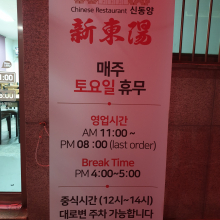 Chinese Restaurant 신동양
新東陽
매주
토요일 휴무
영업시간
AM 11:00 ~
PM 08 :00 (last order)
Break Time
PM 4:00~5:00
중식시간 (12시~14시)
대로변 주차 가능합니다